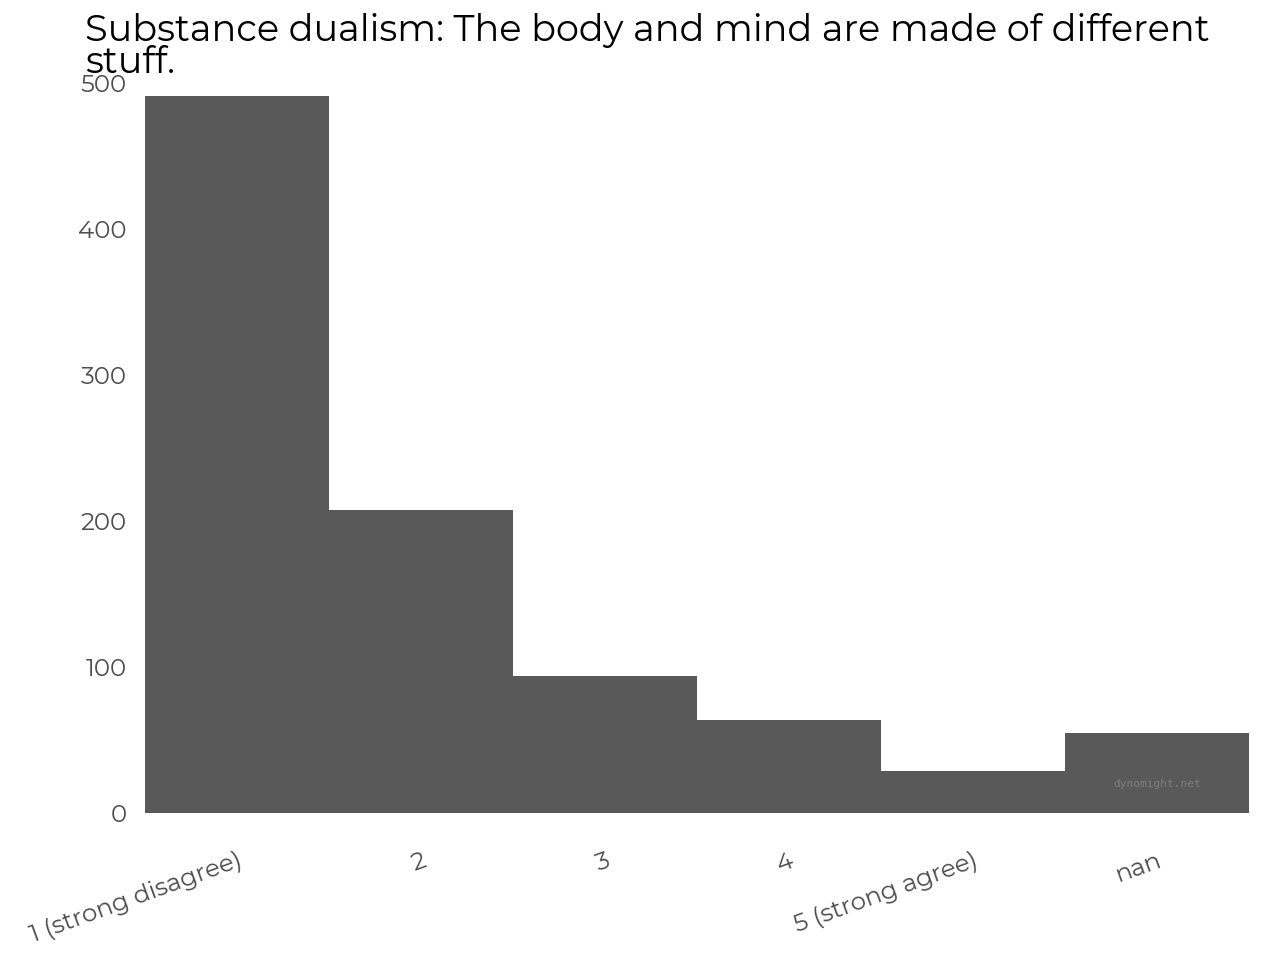 Substance dualism: The body and mind are made of different
stuff.
500
400
300
200
100
0
1 (strong disagree)
2
3
4
5 (strong agree)
nan
dynomight.net